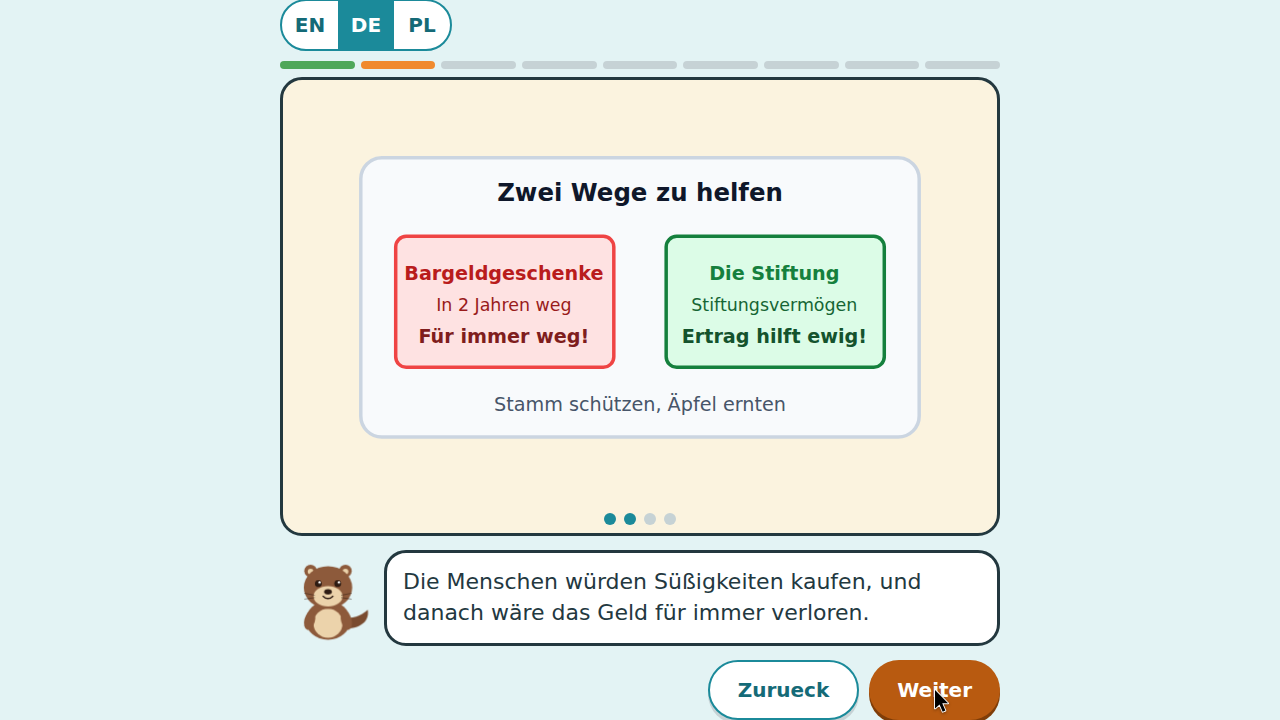 EN DE PL
Zwei Wege zu helfen
Bargeldgeschenke
In 2 Jahren weg
Für immer weg!
Die Stiftung
Stiftungsvermögen
Ertrag hilft ewig!
Stamm schützen, Äpfel ernten
Die Menschen würden Süßigkeiten kaufen, und
danach wäre das Geld für immer verloren.
Zurueck
Weiter